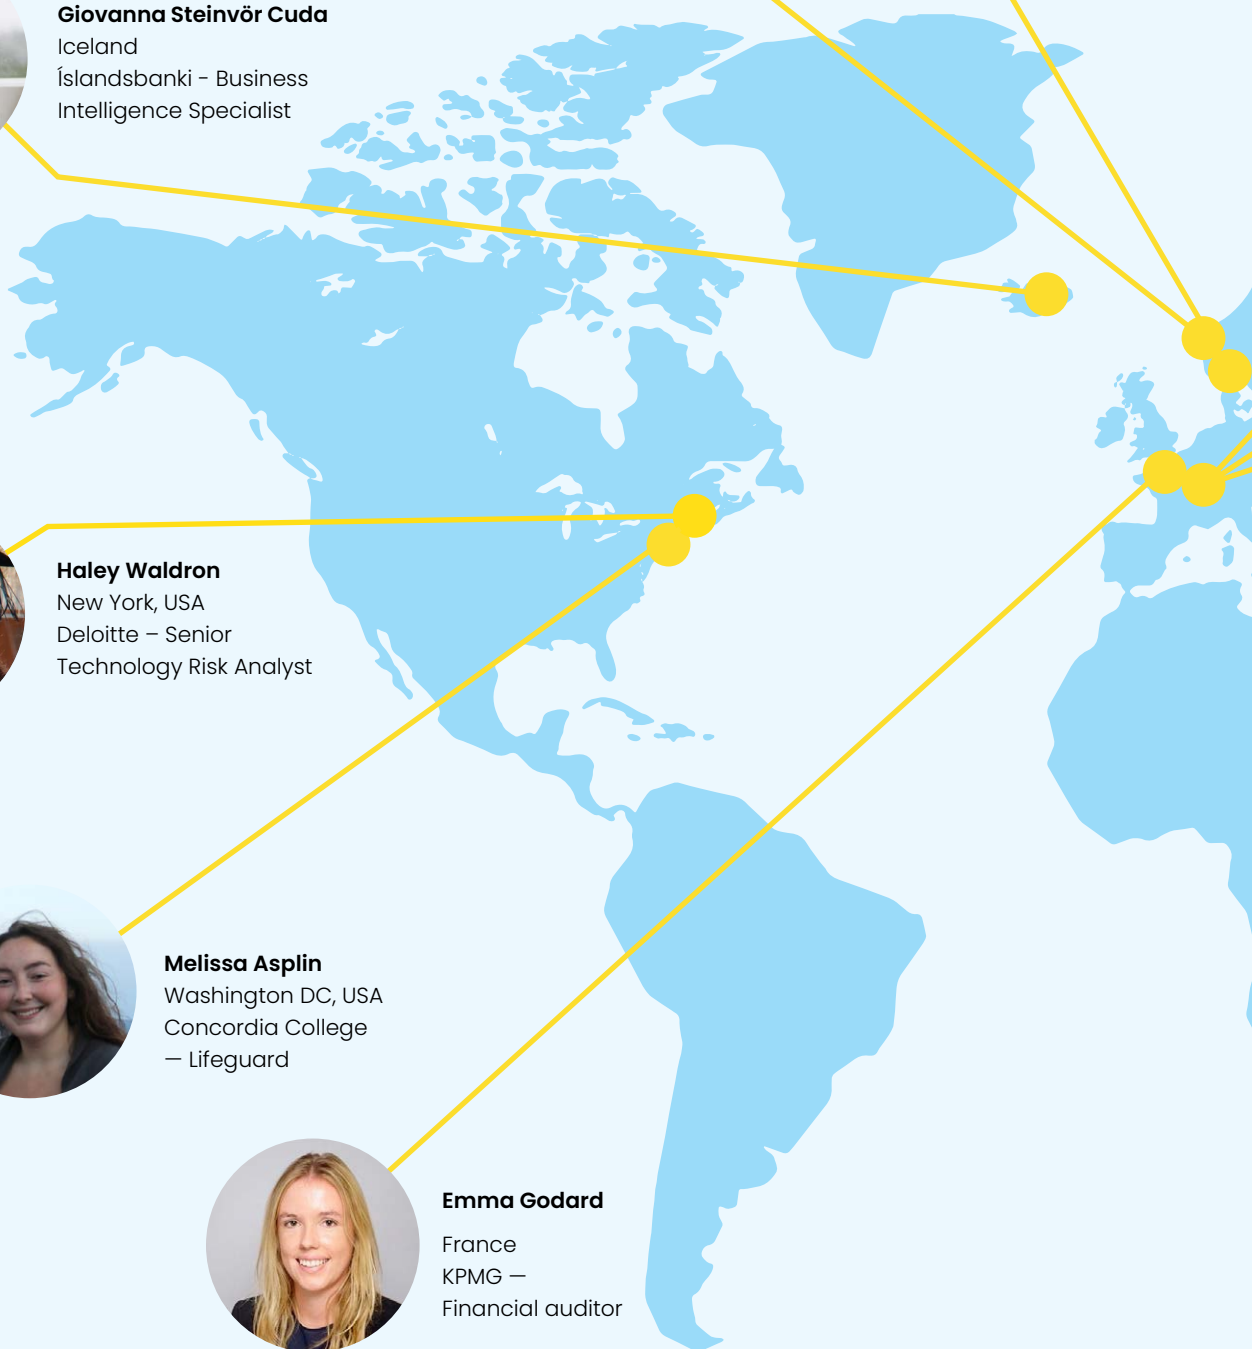 Giovanna Steinvör Cuda
Iceland
Íslandsbanki - Business
Intelligence Specialist
Haley Waldron
New York, USA
Deloitte – Senior
Technology Risk Analyst
Melissa Asplin
Washington DC, USA
Concordia College
— Lifeguard
Emma Godard
France
KPMG —
Financial auditor